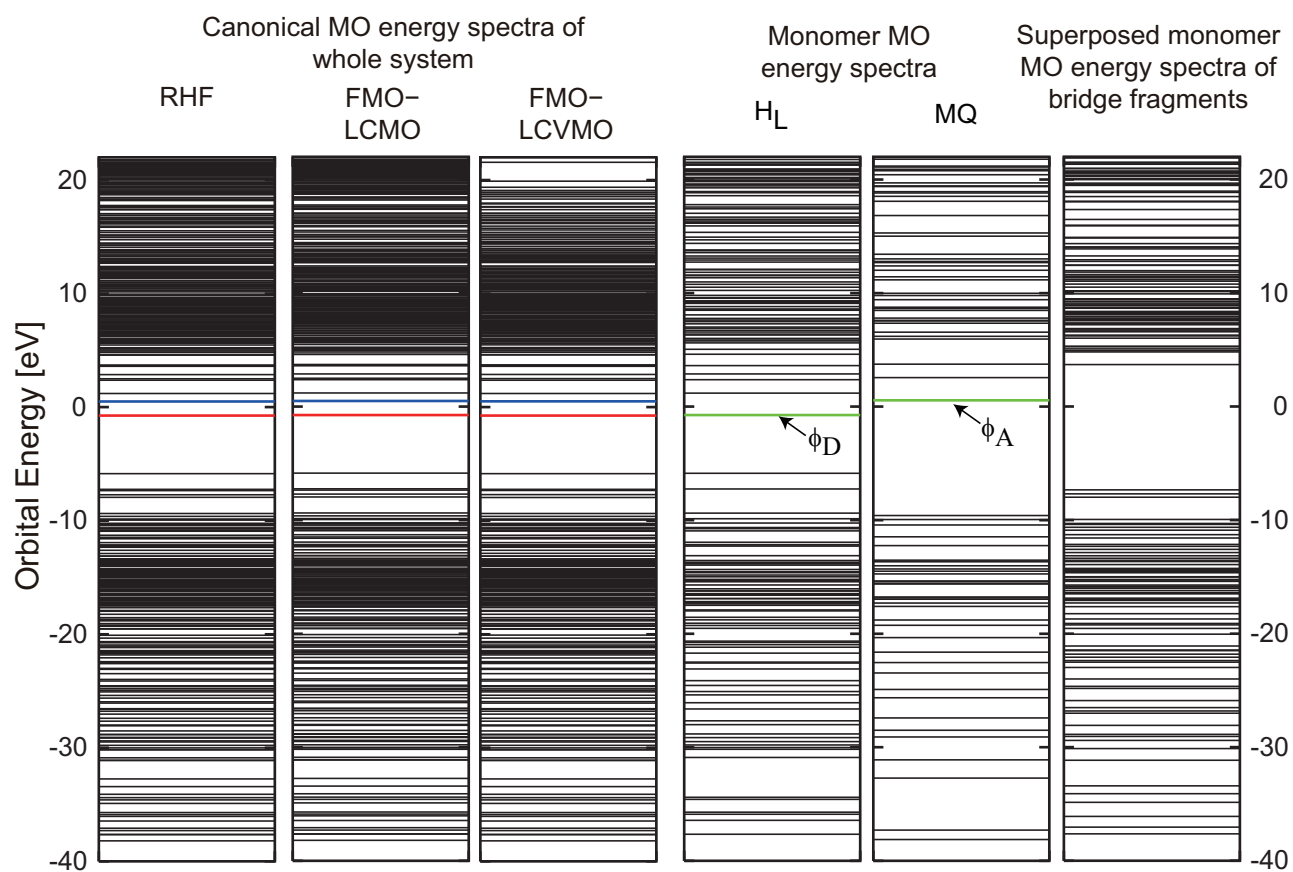 Canonical MO energy spectra of
whole system
RHF
FMO−
LCMO
FMO−
LCVMO
Monomer MO
energy spectra
HL
MQ
Superposed monomer
MO energy spectra of
bridge fragments
Orbital Energy [eV]
20
10
0
-10
-20
-30
-40
ϕD
ϕA
20
10
0
-10
-20
-30
-40